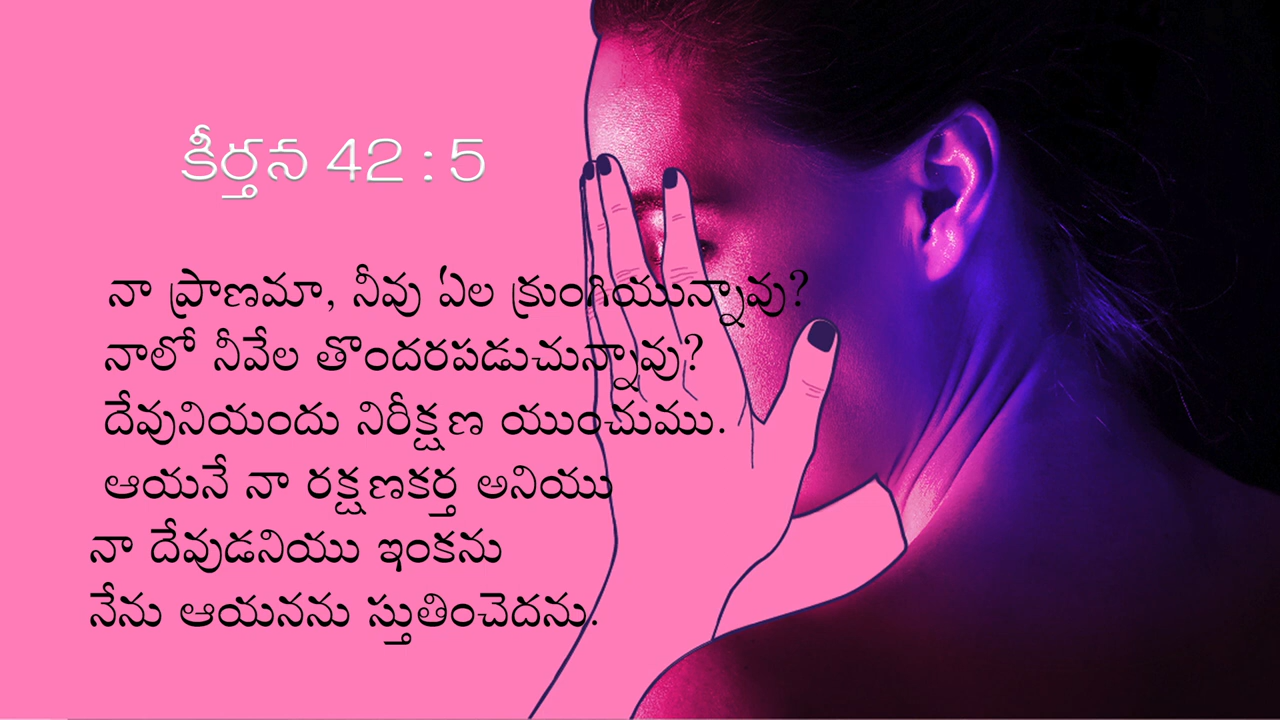 కీర్తన 42 : 5
నా ప్రాణమా, నీవు ఏల క్రుంగియున్నావు?
నాలో నీవేల తొందరపడుచున్నావు?
దేవునియందు నిరీక్షణ యుంచుము.
ఆయనే నా రక్షణకర్త అనియు
నా దేవుడనియు ఇంకను
నేను ఆయనను స్తుతించెదను.